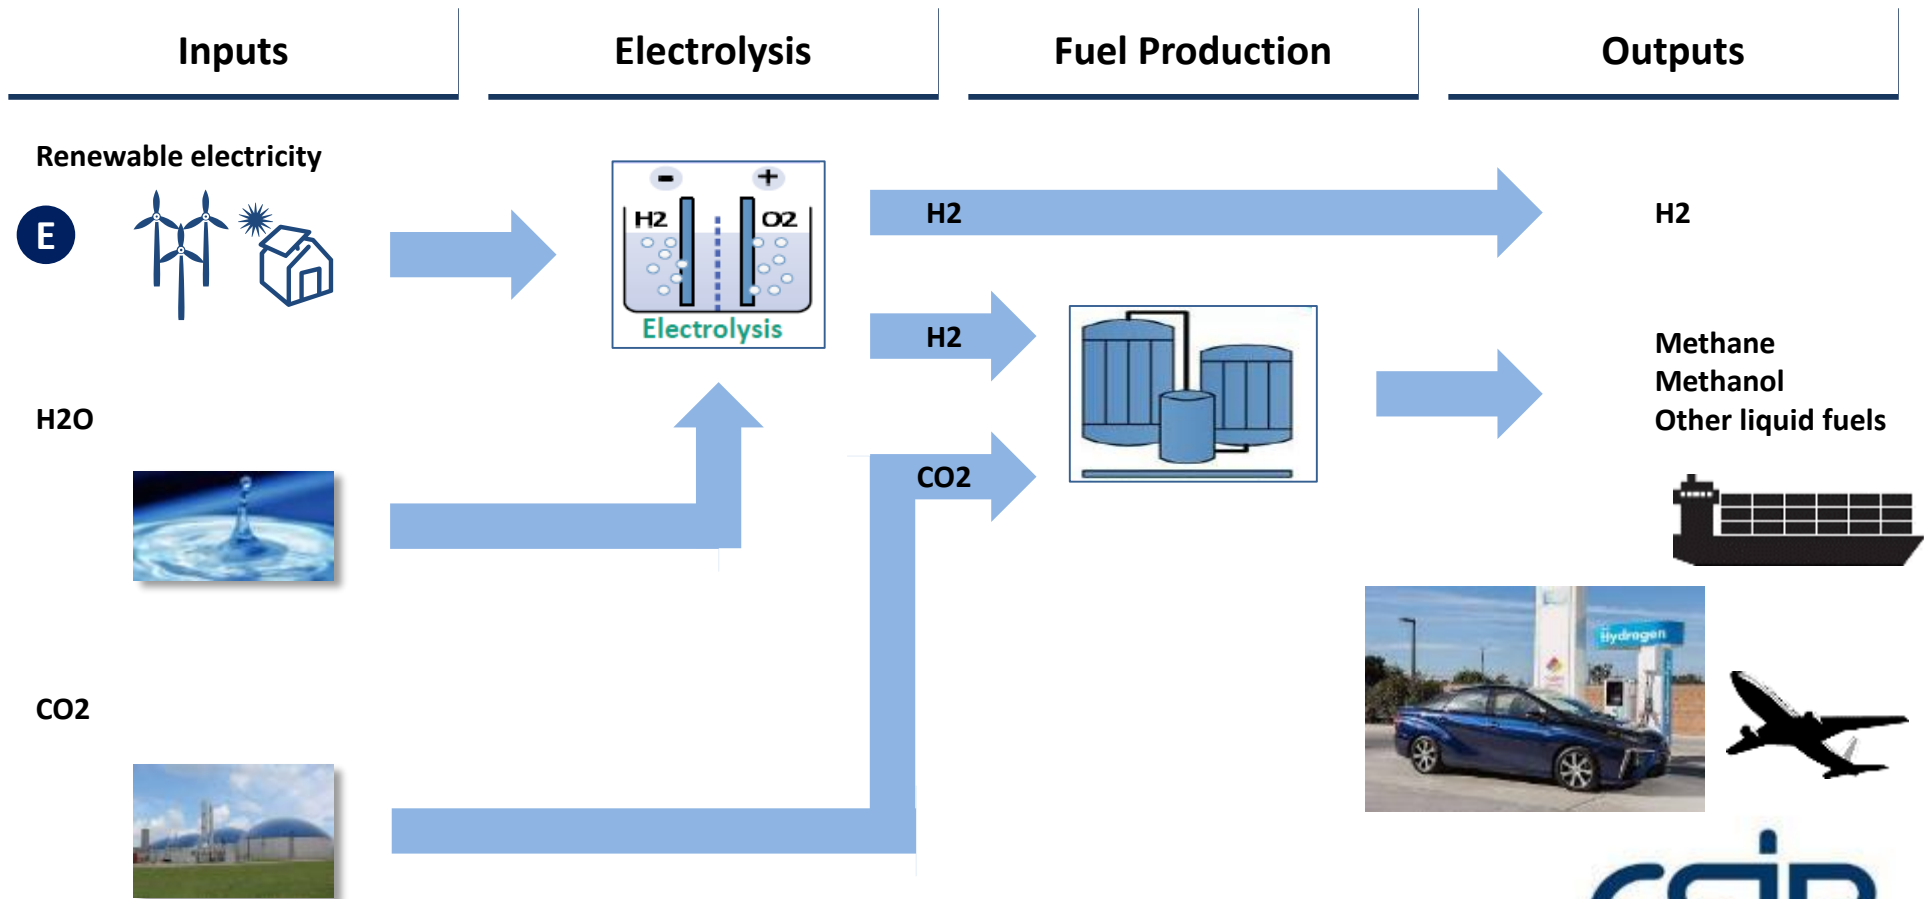 Inputs
Electrolysis
Fuel Production
Outputs
Renewable electricity
E
- +
H2 O2
Electrolysis
H2
H2
H2
Methane
Methanol
Other liquid fuels
H2O
CO2
Hydrogen
CO2